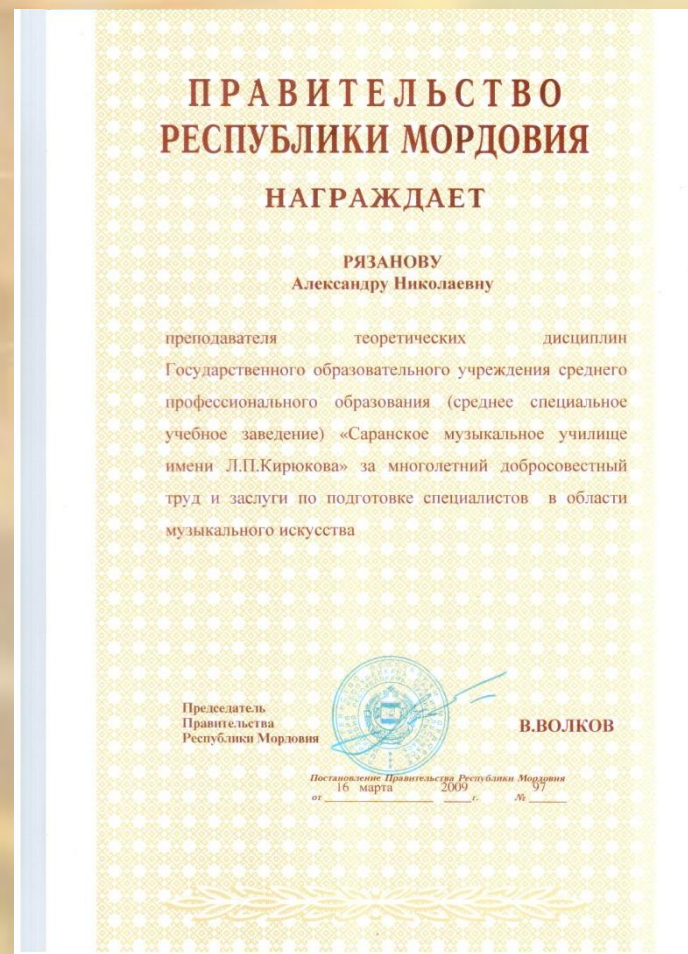 ПРАВИТЕЛЬСТВО
РЕСПУБЛИКИ МОРДОВИЯ
НАГРАЖДАЕТ
РЯЗАНОВУ
Александру Николаевну
преподавателя теоретических дисциплин
Государственного образовательного учреждения среднего
профессионального образования (среднее специальное
учебное заведение) «Саранское музыкальное училище
имени Л.П.Кирюкова» за многолетний добросовестный
труд и заслуги по подготовке специалистов в области
музыкального искусства
Председатель
Правительства
Республики Мордовия
В.ВОЛКОВ
Постановление Правительства Республики Мордовия
от 16 марта 2009 г. № 97